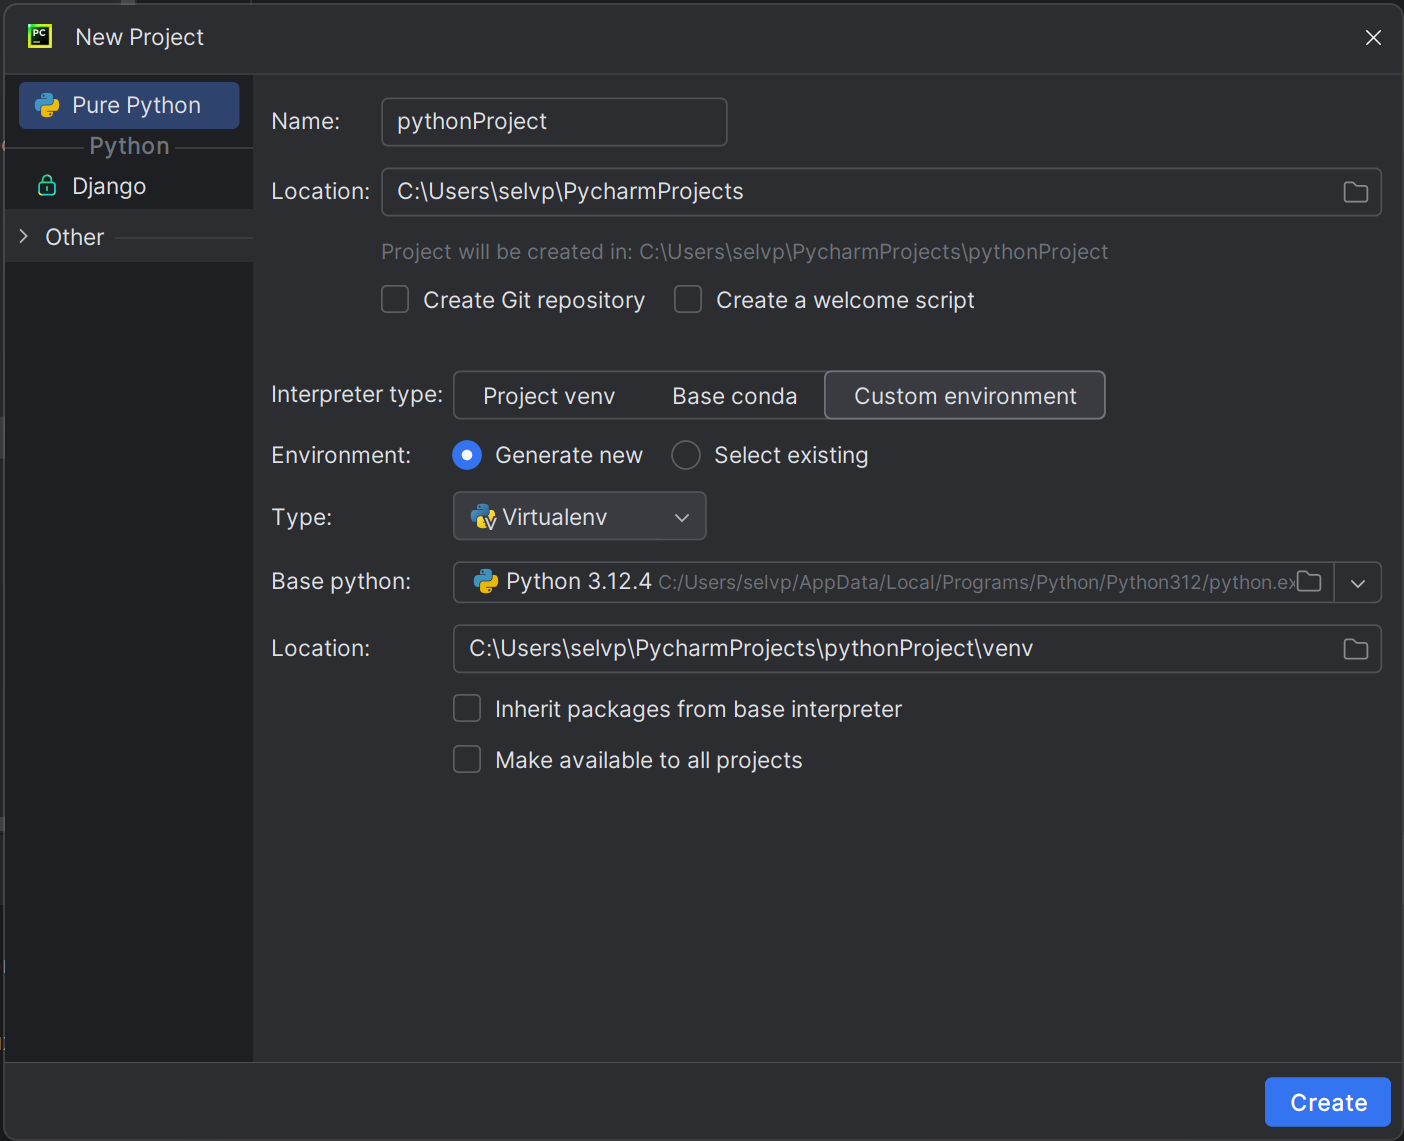 New Project
Pure Python
Python
Django
Other
Name: pythonProject
Location: C:\Users\selvp\PycharmProjects
Project will be created in: C:\Users\selvp\PycharmProjects\pythonProject
Create Git repository Create a welcome script
Interpreter type: Project venv Base conda Custom environment
Environment: Generate new Select existing
Type: Virtualenv
Base python: Python 3.12.4 C:/Users/selvp/AppData/Local/Programs/Python/Python312/python.ex
Location: C:\Users\selvp\PycharmProjects\pythonProject\venv
Inherit packages from base interpreter
Make available to all projects
Create